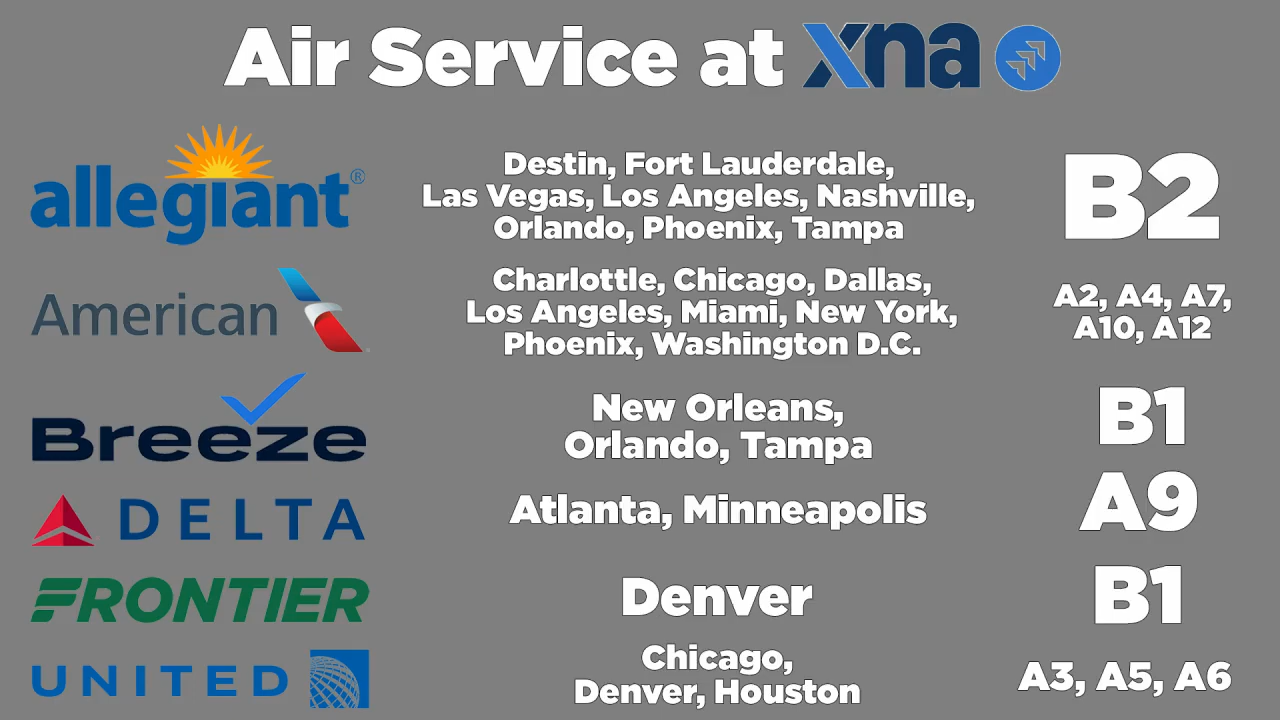 Air Service at xna
allegiant®
Destin, Fort Lauderdale,
Las Vegas, Los Angeles, Nashville,
Orlando, Phoenix, Tampa
B2
American
Charlottle, Chicago, Dallas,
Los Angeles, Miami, New York,
Phoenix, Washington D.C.
A2, A4, A7,
A10, A12
Breeze
New Orleans,
Orlando, Tampa
B1
DELTA
Atlanta, Minneapolis
A9
FRONTIER
Denver
B1
UNITED
Chicago,
Denver, Houston
A3, A5, A6